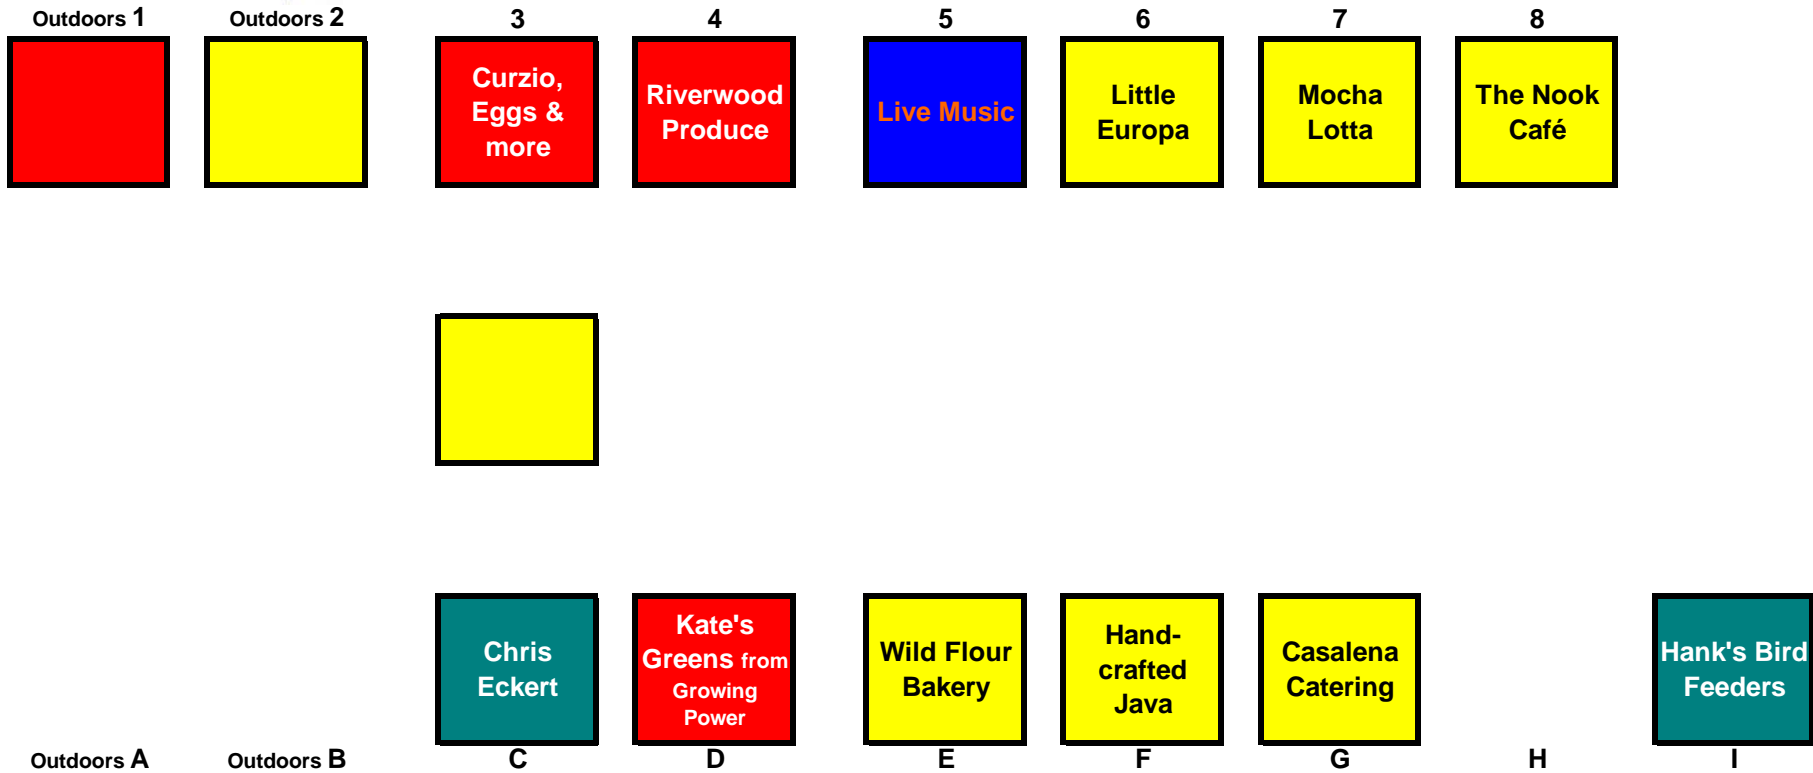 Outdoors 1
Outdoors 2
3
4
5
6
7
8
Curzio,
Eggs &
more
Riverwood
Produce
Live Music
Little
Europa
Mocha
Lotta
The Nook
Café
Chris
Eckert
Kate's
Greens from
Growing
Power
Wild Flour
Bakery
Hand-
crafted
Java
Casalena
Catering
Hank's Bird
Feeders
Outdoors A
Outdoors B
C
D
E
F
G
H
I